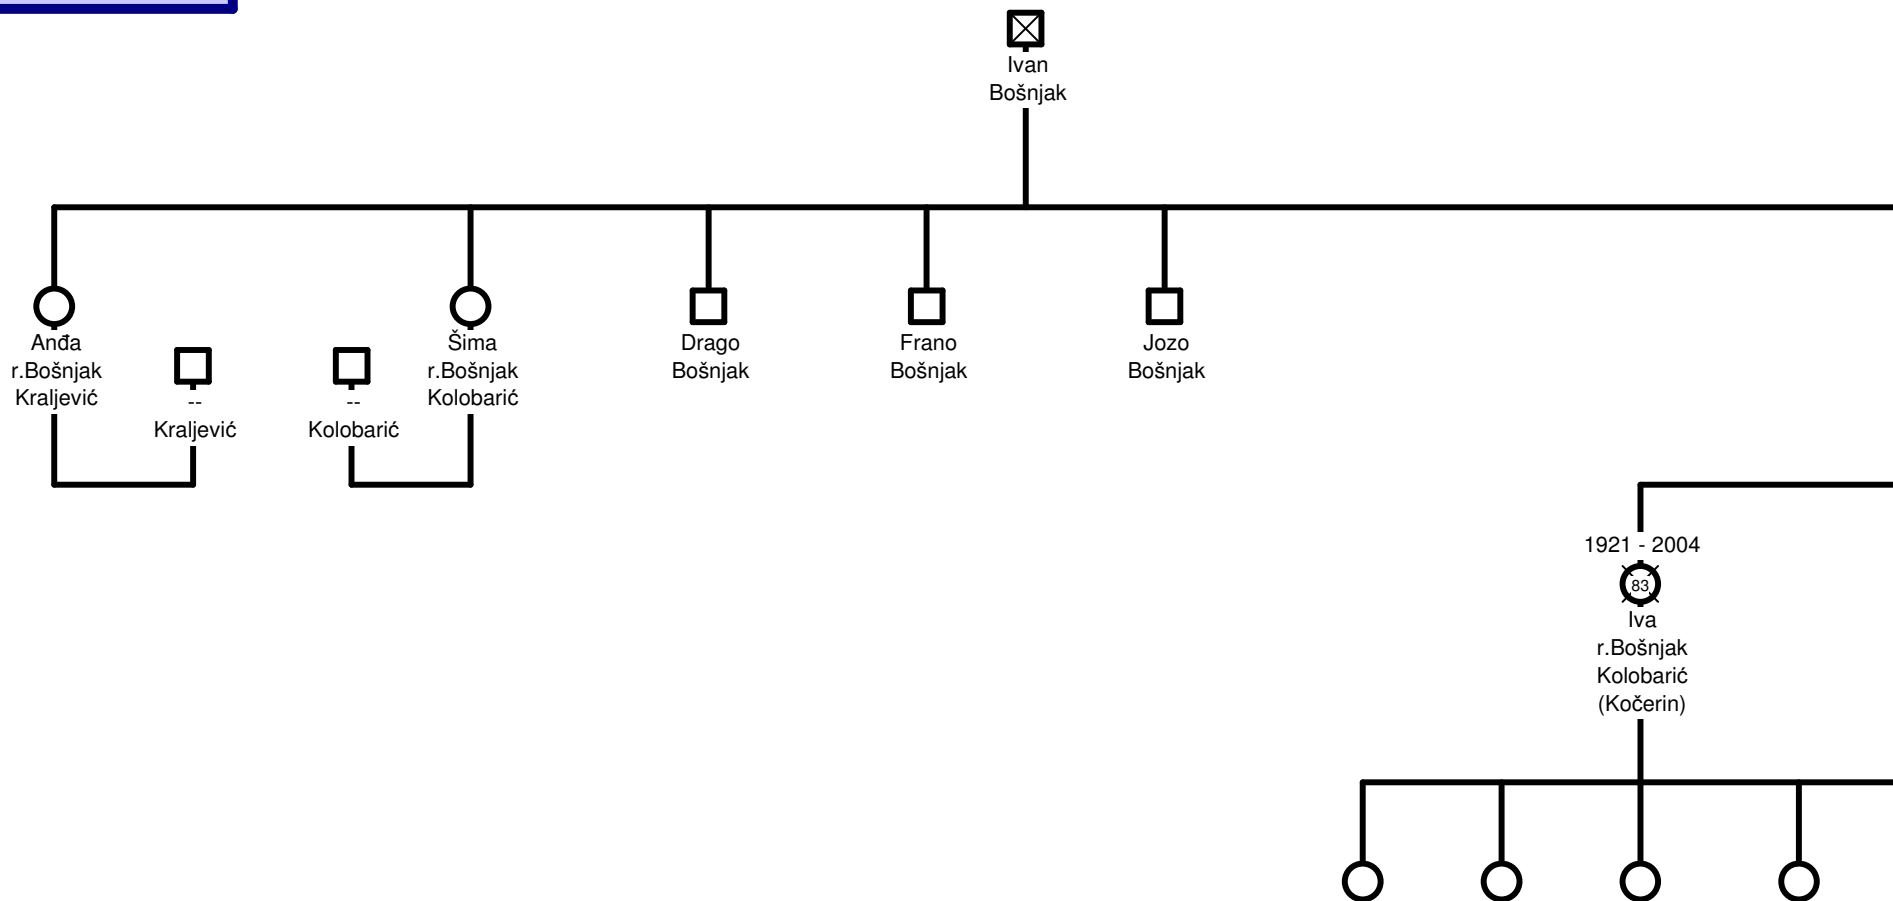 Ivan
Bošnjak
Anđa
r.Bošnjak
Kraljević
--
Kraljević
--
Kolobarić
Šima
r.Bošnjak
Kolobarić
Drago
Bošnjak
Frano
Bošnjak
Jozo
Bošnjak
1921 - 2004
83
Iva
r.Bošnjak
Kolobarić
(Kočerin)